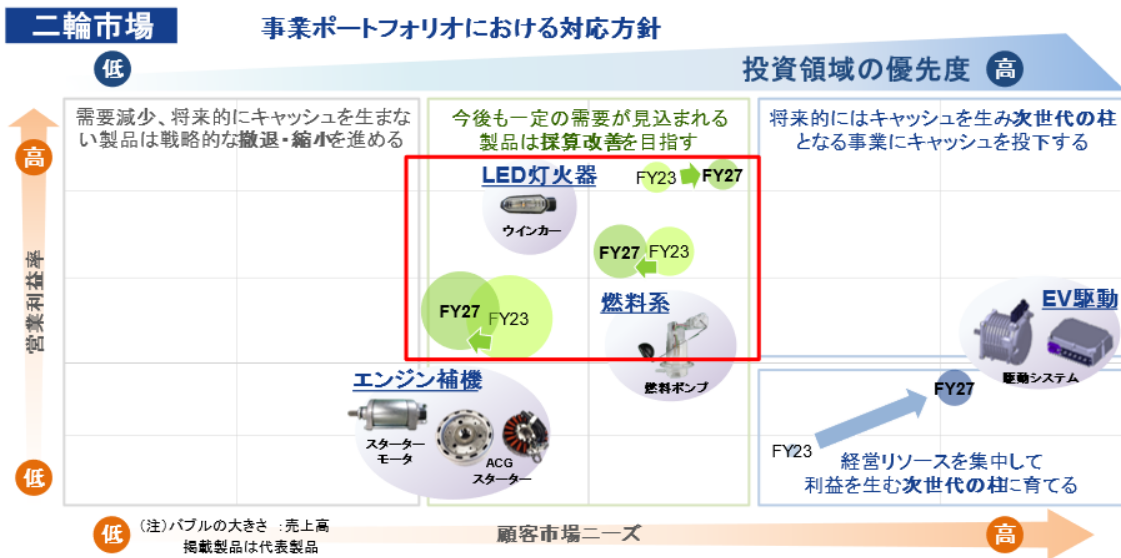 二輪市場
事業ポートフォリオにおける対応方針
低
投資領域の優先度
高
需要減少、将来的にキャッシュを生まな
い製品は戦略的な撤退・縮小を進める
今後も一定の需要が見込まれる
製品は採算改善を目指す
将来的にはキャッシュを生み次世代の柱
となる事業にキャッシュを投下する
高
営業利益率
低
LED灯火器
ウインカー
FY23
FY27
FY27
FY23
FY27
FY23
燃料系
燃料ポンプ
エンジン補機
スターター
モータ
ACG
スターター
EV駆動
駆動システム
FY27
FY23
経営リソースを集中して
利益を生む次世代の柱に育てる
低
(注)バブルの大きさ :売上高
掲載製品は代表製品
顧客市場ニーズ
高